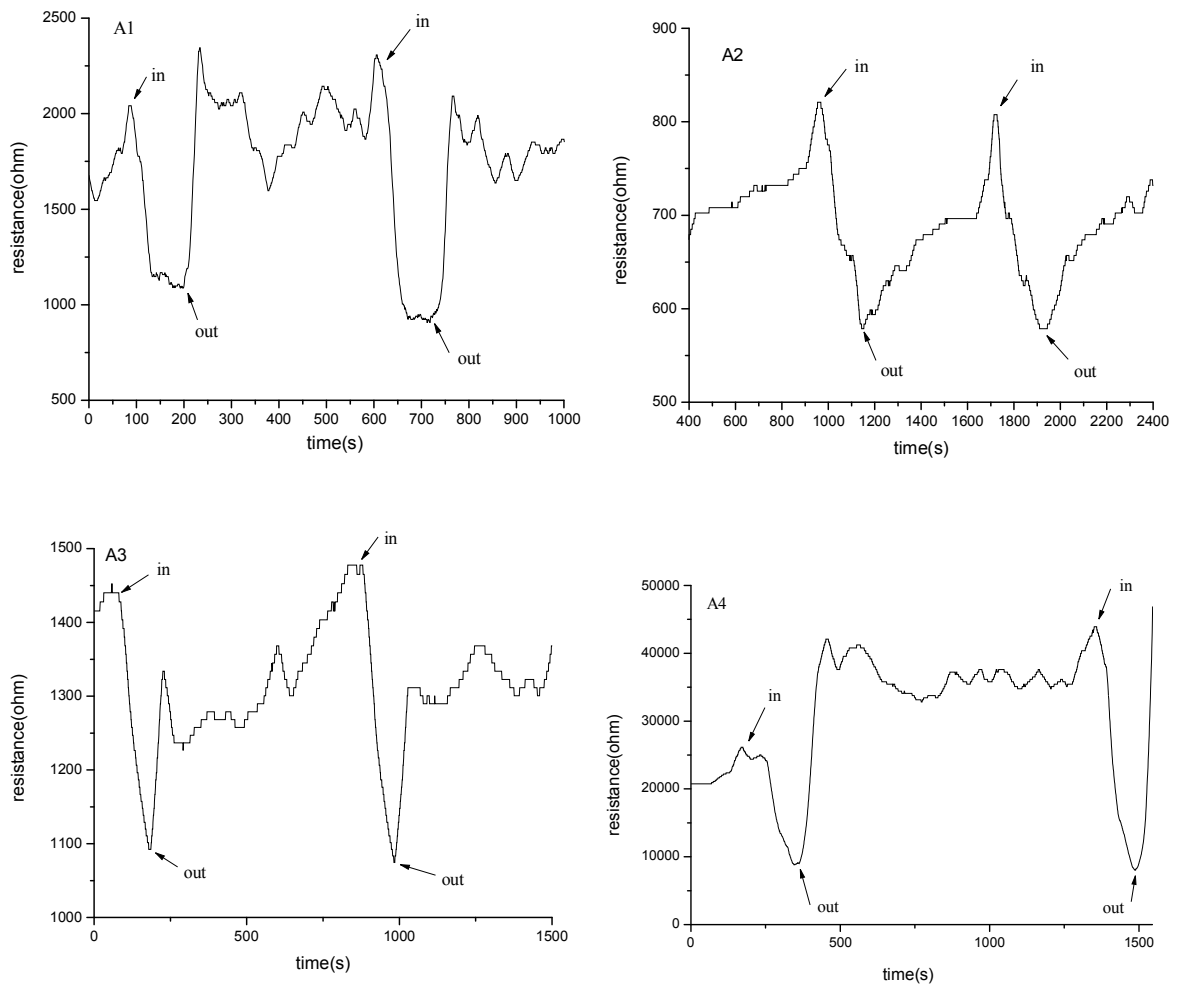 A1
in
in
out
out
2500
2000
1500
1000
500
resistance(ohm)
0 100 200 300 400 500 600 700 800 900 1000
time(s)
A2
in
in
out
out
900
800
700
600
500
resistance(ohm)
400 600 800 1000 1200 1400 1600 1800 2000 2200 2400
time(s)
A3
in
in
out
out
1500
1400
1300
1200
1100
1000
resistance(ohm)
0 500 1000 1500
time(s)
A4
in
in
out
out
50000
40000
30000
20000
10000
0
resistance(ohm)
0 500 1000 1500
time(s)